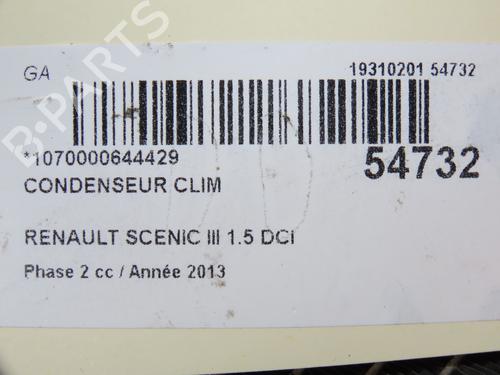 GA
19310201 54732
*1070000644429
54732
CONDENSEUR CLIM
RENAULT SCENIC III 1.5 DCI
Phase 2 cc / Année 2013
B-PARTS